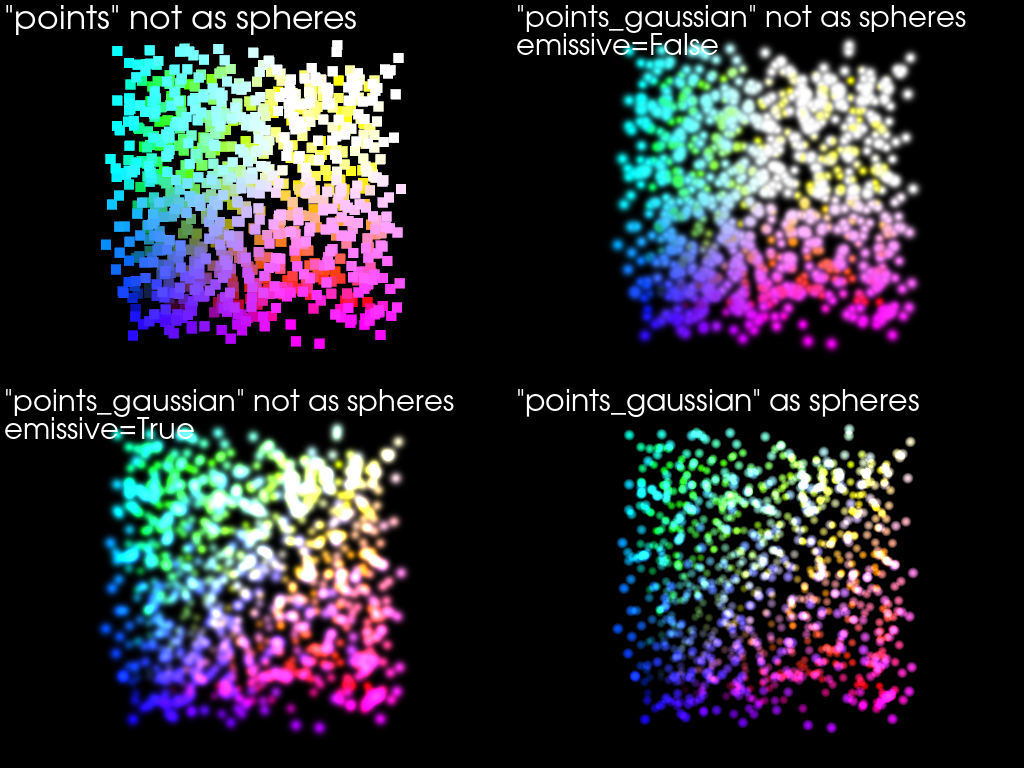 "points" not as spheres
"points_gaussian" not as spheres
emissive=False
"points_gaussian" not as spheres
emissive=True
"points_gaussian" as spheres